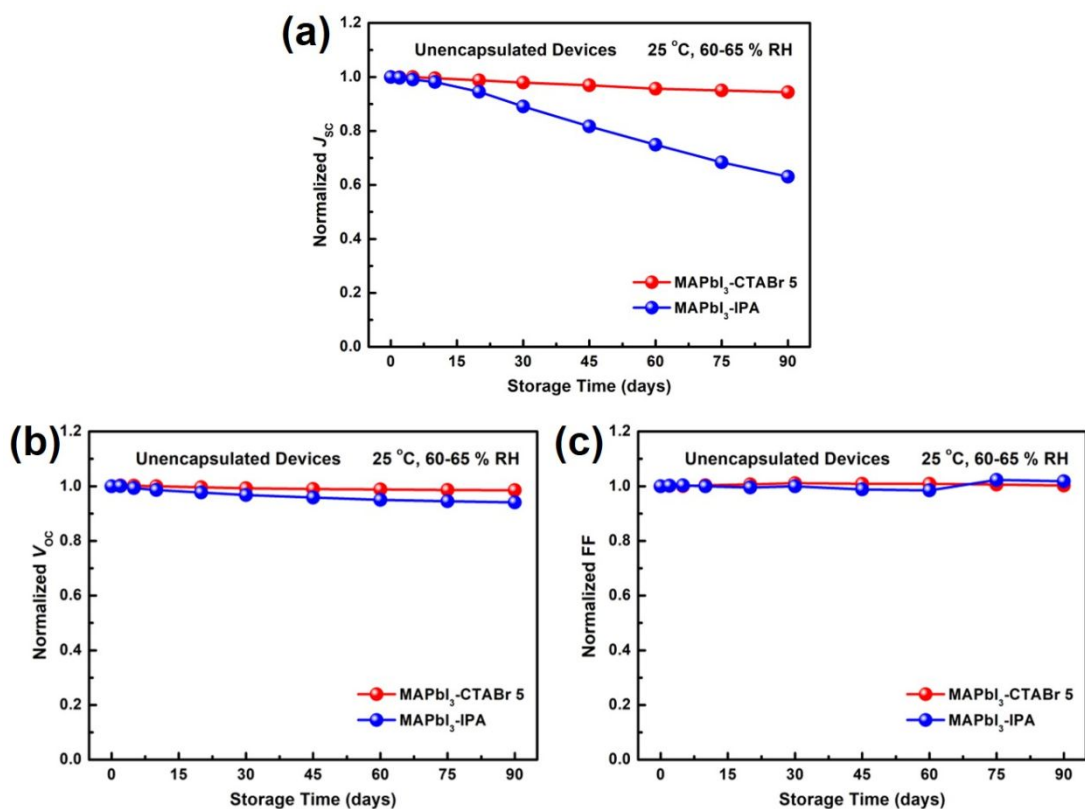 (a)
Unencapsulated Devices 25 °C, 60-65 % RH
1.2
1.0
0.8
0.6
0.4
0.2
0.0
Normalized JSC
MAPbI3-CTABr 5
MAPbI3-IPA
0 15 30 45 60 75 90
Storage Time (days)
(b)
Unencapsulated Devices 25 °C, 60-65 % RH
1.2
1.0
0.8
0.6
0.4
0.2
0.0
Normalized VOC
MAPbI3-CTABr 5
MAPbI3-IPA
0 15 30 45 60 75 90
Storage Time (days)
(c)
Unencapsulated Devices 25 °C, 60-65 % RH
1.2
1.0
0.8
0.6
0.4
0.2
0.0
Normalized FF
MAPbI3-CTABr 5
MAPbI3-IPA
0 15 30 45 60 75 90
Storage Time (days)